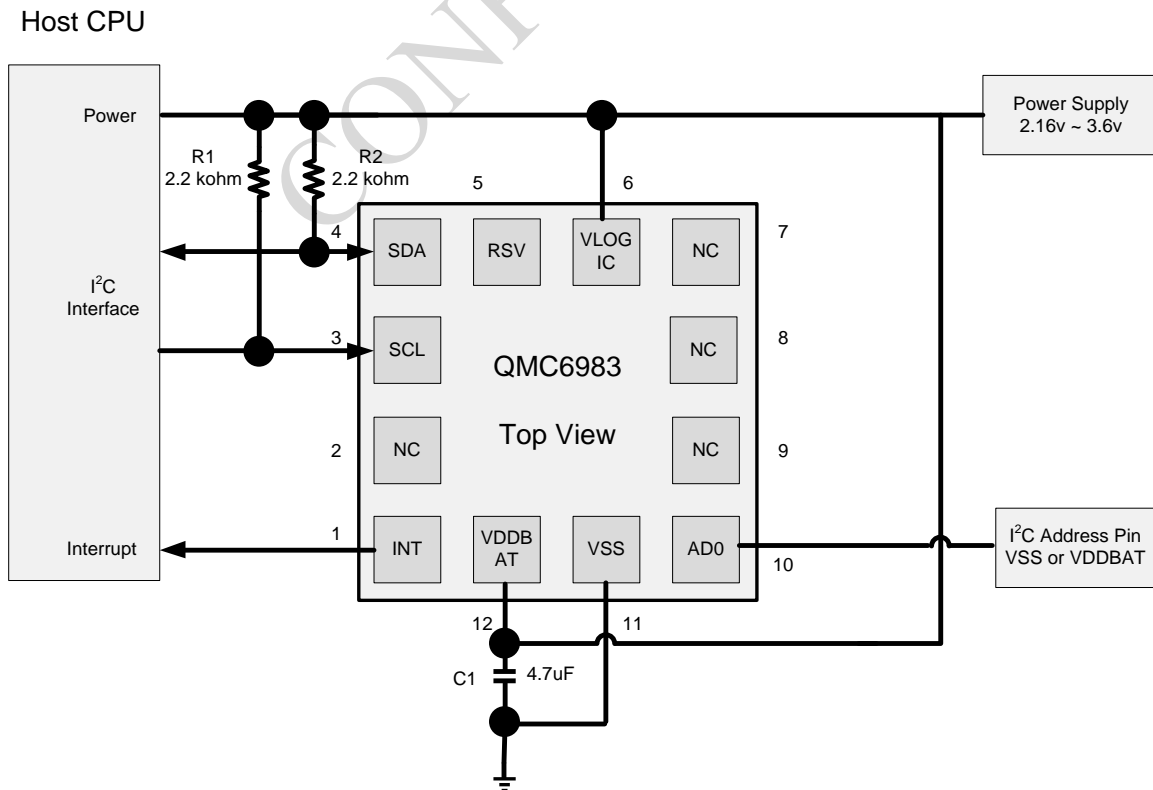 Host CPU
CONF
Power
Power Supply
2.16v ~ 3.6v
R1
2.2 kohm
R2
2.2 kohm
5
6
4
SDA
RSV
VLOG
IC
NC
7
I²C
Interface
3
SCL
NC
8
QMC6983
Top View
2
NC
NC
9
1
Interrupt
INT
VDDB
AT
VSS
AD0
10
I²C Address Pin
VSS or VDDBAT
12
11
C1
4.7uF